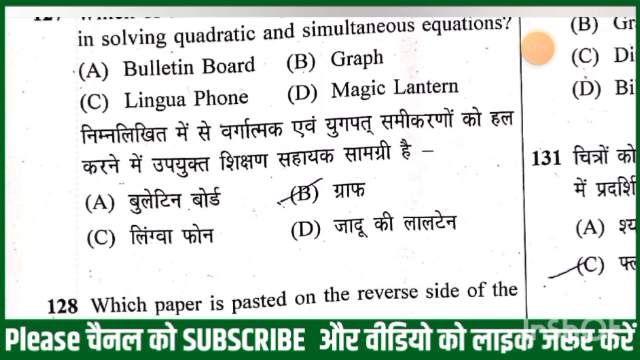 in solving quadratic and simultaneous equations?
(A) Bulletin Board (B) Graph
(C) Lingua Phone (D) Magic Lantern
निम्नलिखित में से वर्गात्मक एवं युगपत् समीकरणों को हल
करने में उपयुक्त शिक्षण सहायक सामग्री है –
(A) बुलेटिन बोर्ड (B) ग्राफ
(C) लिंग्वा फोन (D) जादू की लालटेन
128 Which paper is pasted on the reverse side of the
(B) Gr
(C) Di
(D) Bi
131 चित्रों को
में प्रदर्शि
(A) श्य
(C) फ्ल
Please चैनल को SUBSCRIBE और वीडियो को लाइक जरूर करें